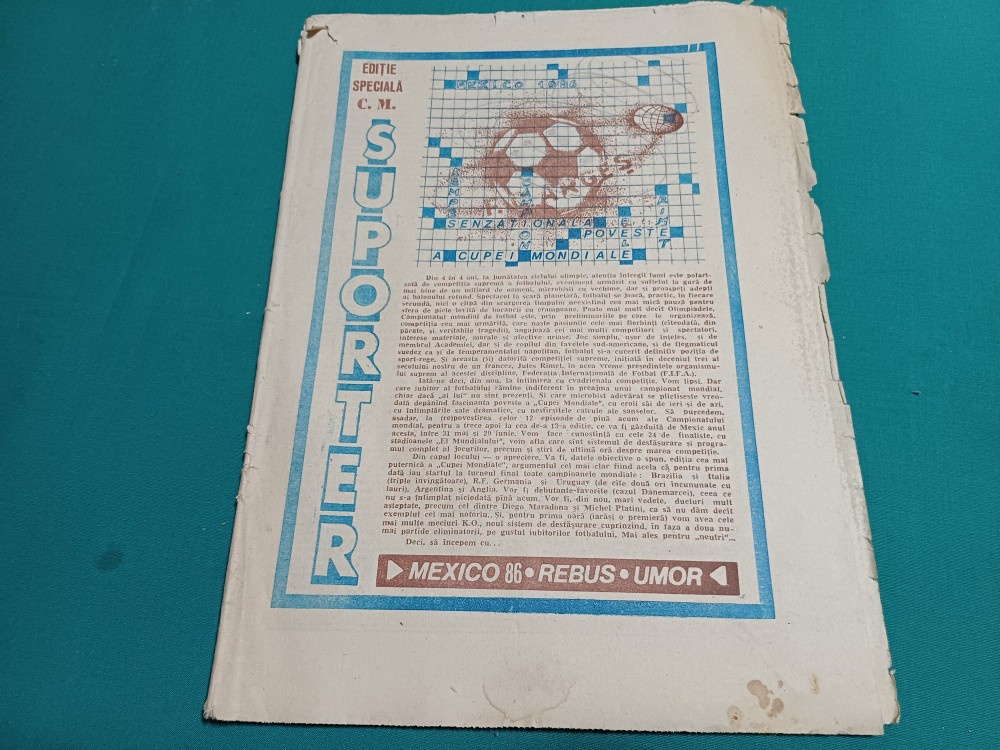 EDIȚIE
SPECIALĂ
C. M.
SUPORTER
MEXICO 1986
F.C. ARGEȘ
CAMPIONI
CELE
RIMET
SENZAȚIONALA
POVESTE
A CUPEI MONDIALE
Din 4 în 4 ani, la jumătatea ciclului olimpic, atenția întregii lumi este polari-
zată de competiția supremă a fotbalului, eveniment urmărit cu sufletul la gură de
mai bine de un miliard de oameni, microbiști cu vechime, dar și proaspeți adepți
ai balonului rotund. Spectacol la scară planetară, fotbalul se joacă, practic, în fiecare
secundă, nici o clipă din scurgerea timpului neexistînd cea mai mică pauză pentru
sfera de piele lovită de bocancii cu crampoane. Poate mai mult decît Olimpiadele,
Campionatul mondial de fotbal este, prin preliminariile pe care le organizează,
competiția cea mai urmărită, care naște pasiunile cele mai fierbinți (cîteodată, din
păcate, și veritabile tragedii), angajează cei mai mulți competitori și spectatori,
interese materiale, morale și afective uriașe. Joc simplu, ușor de înțeles, și de
membrul Academiei, dar și de copilul din favelele sud-americane, și de flegmaticul
suedez ca și de temperamentalul napolitan, fotbalul și-a cucerit definitiv poziția de
sport-rege. Și aceasta (și) datorită competiției supreme, inițiată în deceniul trei al
secolului nostru de un francez, Jules Rimet, în acea vreme președintele organismu-
lui suprem al acestei discipline, Federația Internațională de Fotbal (F.I.F.A.).
Iată-ne deci, din nou, la întîlnirea cu cvadrienala competiție. Vom lipsi. Dar
care iubitor al fotbalului rămîne indiferent în preajma unui campionat mondial,
chiar dacă „ai lui” nu sînt prezenți. Și care microbist adevărat se plictisește vreo-
dată depănînd fascinanta poveste a „Cupei Mondiale”, cu eroii săi de ieri și de azi,
cu întîmplările sale dramatice, cu nesfîrșitele calcule ale șanselor. Să purcedem,
așadar, la (re)povestirea celor 12 episoade de pînă acum ale Campionatului
mondial, pentru a trece apoi la cea de-a 13-a ediție, ce va fi găzduită de Mexic anul
acesta, între 31 mai și 29 iunie. Vom face cunoștință cu cele 24 de finaliste, cu
stadioanele „El Mundialului”, vom afla care sînt sistemul de desfășurare și progra-
mul complet al jocurilor, precum și știri de ultimă oră despre marea competiție.
Din capul locului — o apreciere. Va fi, datele obiective o spun, ediția cea mai
puternică a „Cupei Mondiale”, argumentul cel mai clar fiind acela că pentru prima
dată iau startul la turneul final toate campioanele mondiale : Brazilia și Italia
(triple învingătoare), R.F. Germania și Uruguay (de cîte două ori încununate cu
lauri), Argentina și Anglia. Vor fi debutante-favorite (cazul Danemarcei), ceea ce
nu s-a întîmplat niciodată pînă acum. Vor fi, din nou, mari vedete, dueluri mult
așteptate, precum cel dintre Diego Maradona și Michel Platini, ca să nu dăm decît
exemplul cel mai notoriu. Și, pentru prima oară (iarăși o premieră) vom avea cele
mai multe meciuri K.O., noul sistem de desfășurare cuprinzînd, în faza a doua nu-
mai partide eliminatorii, pe gustul iubitorilor fotbalului. Mai ales pentru „neutri”...
Deci, să începem cu...
MEXICO 86 • REBUS • UMOR